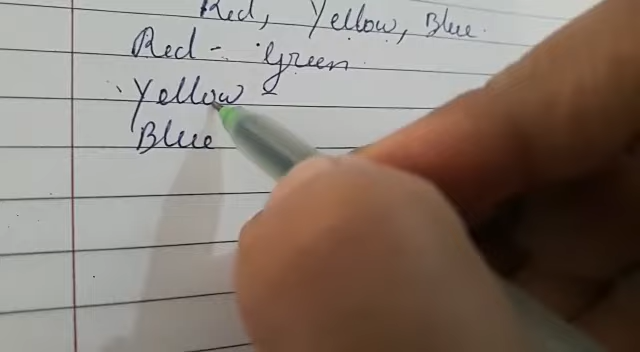 Red, Yellow, Blue.
Red - Green
Yellow -
Blue